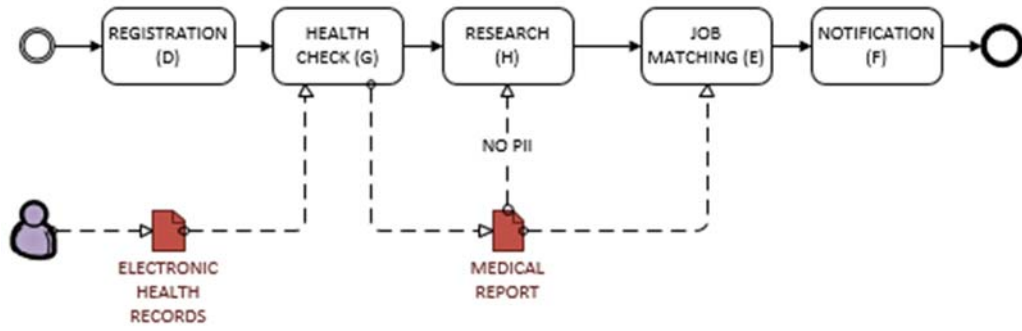 REGISTRATION
(D)
HEALTH
CHECK (G)
RESEARCH
(H)
JOB
MATCHING (E)
NOTIFICATION
(F)
NO PII
ELECTRONIC
HEALTH
RECORDS
MEDICAL
REPORT